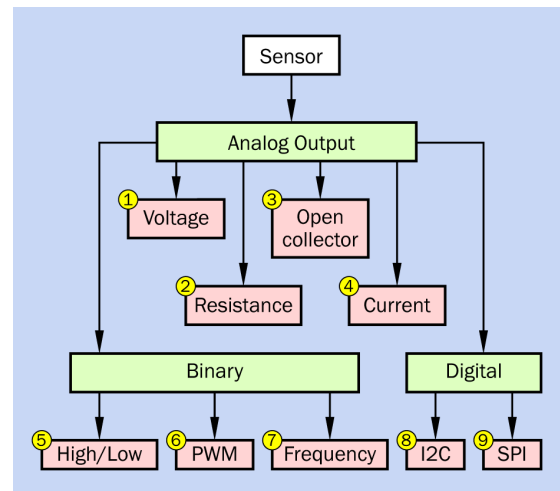 Sensor
Analog Output
1
Voltage
3
Open
collector
2
Resistance
4
Current
Binary
Digital
5
High/Low
6
PWM
7
Frequency
8
I2C
9
SPI